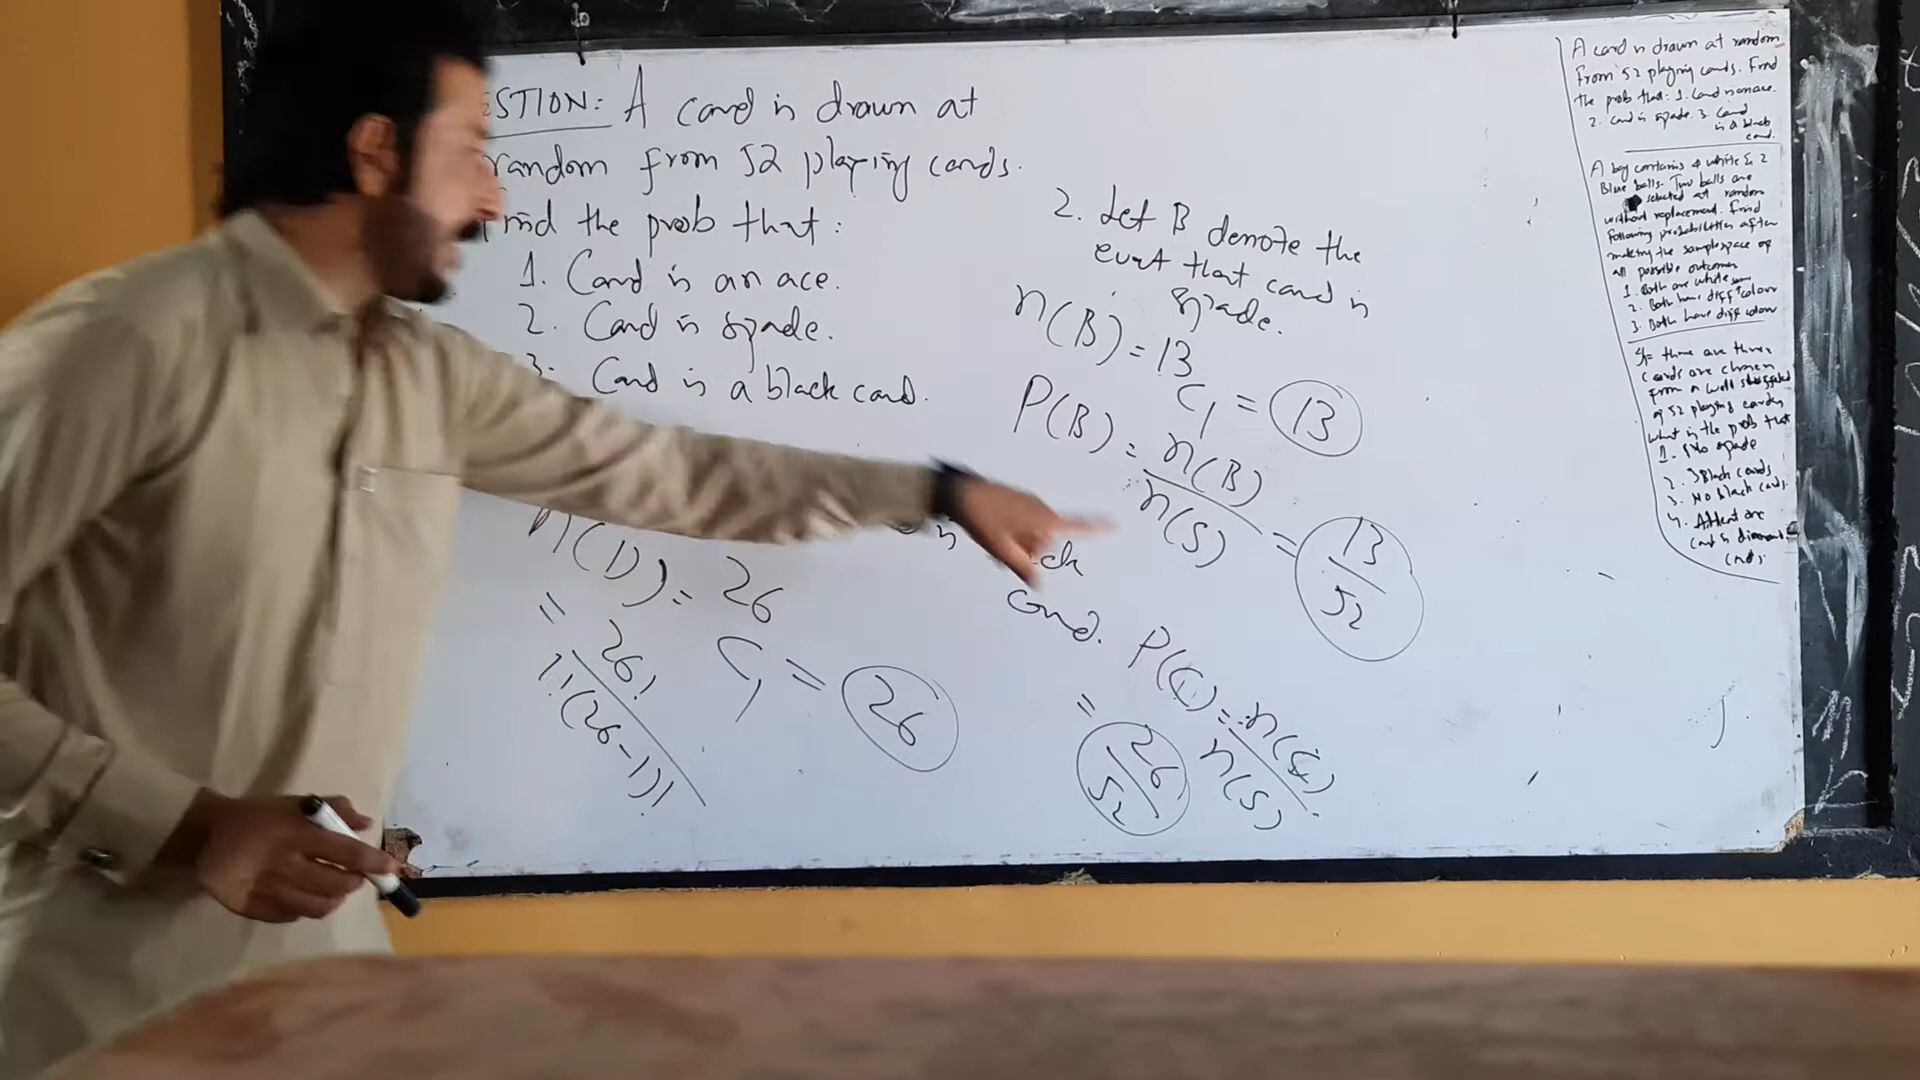 ESTION: A card is drawn at
random from 52 playing cards.
Find the prob that:
1. Card is an ace.
2. Card is spade.
3. Card is a black card.
2. Let B denote the
event that card is
spade.
n(B) = 13
C1 = 13
P(B) = n(B)
n(S)
= 13/52
is
ck
card.
= 26
C1 = 26
= 26!
1!(26-1)!
P(C) = n(C)
n(S)
= 26/52
A card is drawn at random
from 52 playing cards. Find
the prob that: 1. Card is an ace.
2. Card is spade. 3. Card
is a black
card.
A bag contains 4 white & 2
Blue balls. Two balls are
selected at random
without replacement. Find
following probabilities after
making the sample space of
all possible outcomes
1. Both are white
2. Both have diff colour
3. Both have diff colour
there are three
cards are chosen
from a well
of 52 playing cards
what is the prob that
1. No spade
2. 3 Black cards
3. No black cards
4. Atleast one
card is diamond
card.